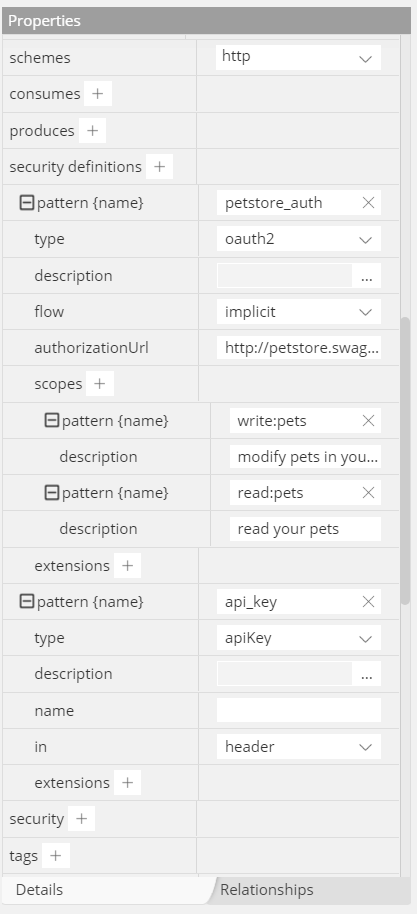 Properties
schemes http
consumes +
produces +
security definitions +
pattern {name} petstore_auth
type oauth2
description ...
flow implicit
authorizationUrl http://petstore.swag...
scopes +
pattern {name} write:pets
description modify pets in you...
pattern {name} read:pets
description read your pets
extensions +
pattern {name} api_key
type apiKey
description ...
name
in header
extensions +
security +
tags +
Details Relationships